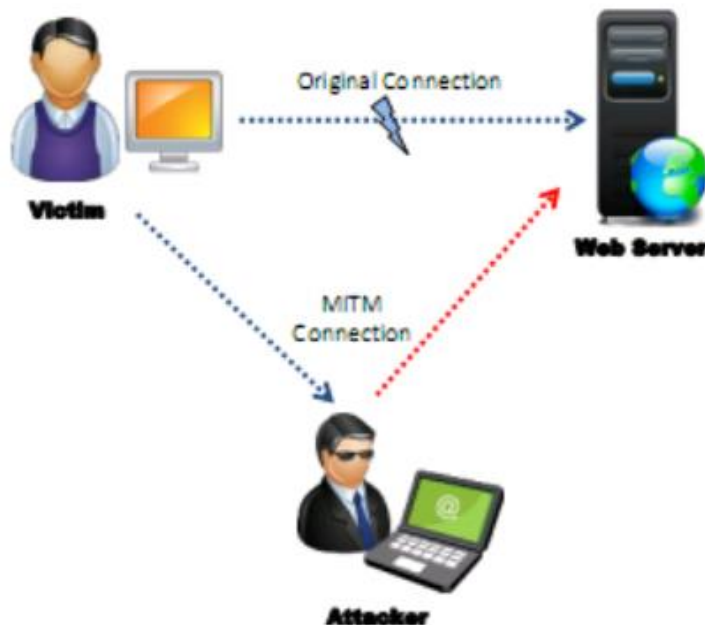 Original Connection
Victim
Web Server
MITM
Connection
@
Attacker